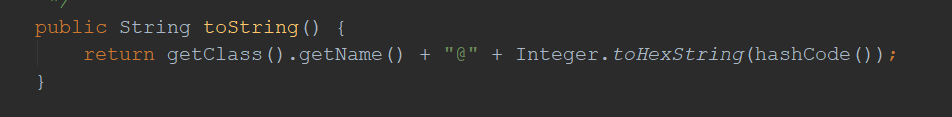 */
public String toString() {
return getClass().getName() + "@" + Integer.toHexString(hashCode());
}